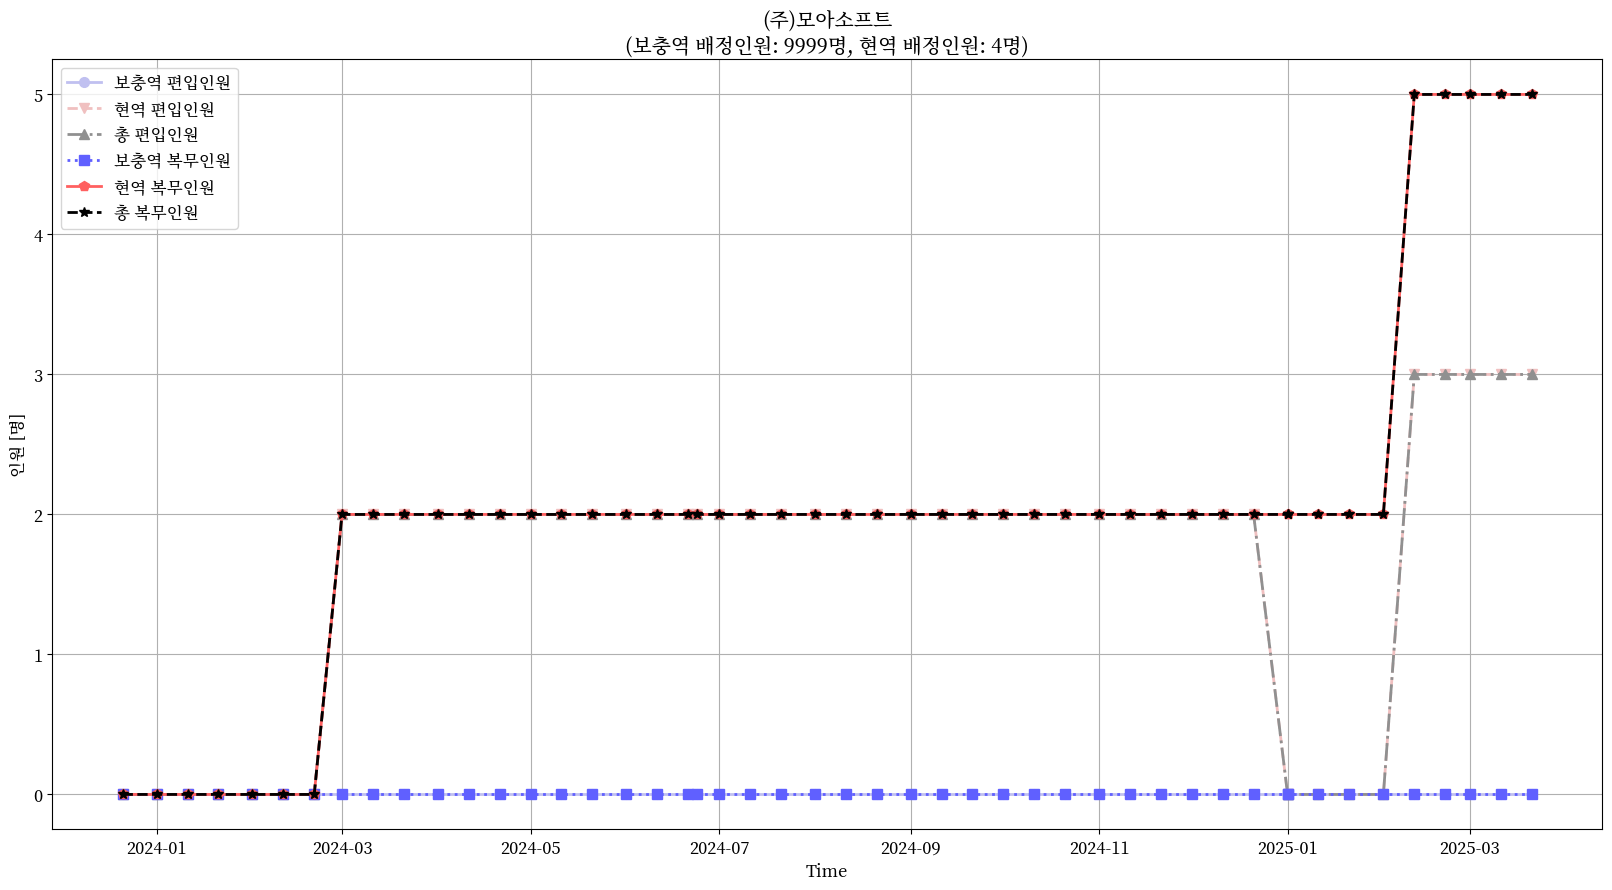 (주)모아소프트
(보충역 배정인원: 9999명, 현역 배정인원: 4명)
보충역 편입인원
현역 편입인원
총 편입인원
보충역 복무인원
현역 복무인원
총 복무인원
5
4
3
2
1
0
인원 [명]
2024-01 2024-03 2024-05 2024-07 2024-09 2024-11 2025-01 2025-03
Time